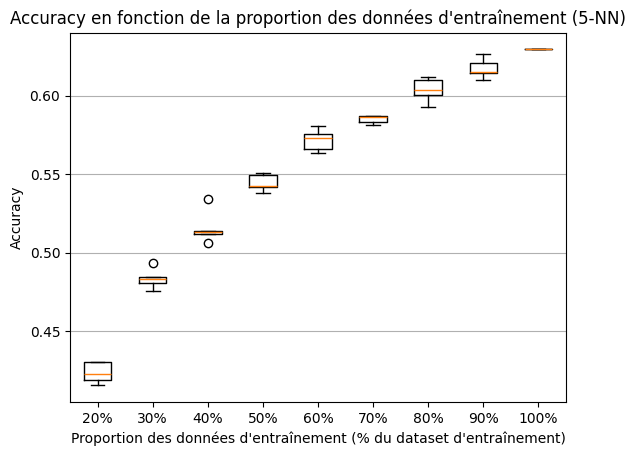 Accuracy en fonction de la proportion des données d'entraînement (5-NN)
0.60
0.55
0.50
0.45
Accuracy
20% 30% 40% 50% 60% 70% 80% 90% 100%
Proportion des données d'entraînement (% du dataset d'entraînement)